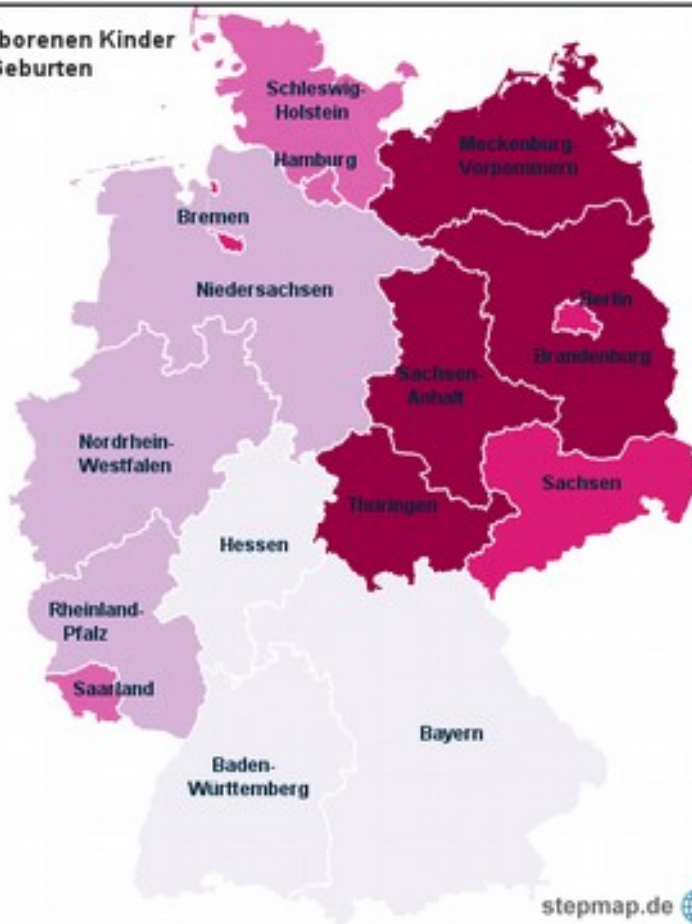 borenen Kinder
Geburten
Schleswig-
Holstein
Hamburg
Meckenburg-
Vorpommern
Bremen
Niedersachsen
Berlin
Brandenburg
Sachsen-
Anhalt
Nordrhein-
Westfalen
Sachsen
Thüringen
Hessen
Rheinland-
Pfalz
Saarland
Bayern
Baden-
Württemberg
stepmap.de